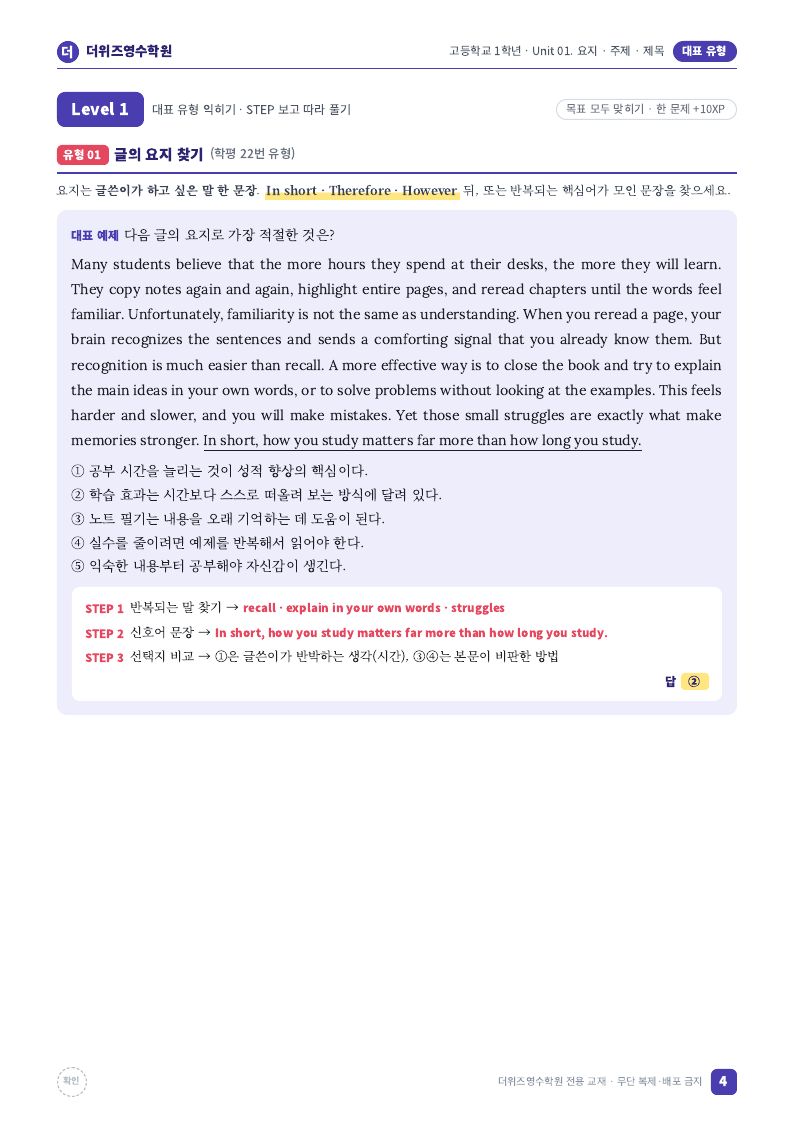 더 더위즈영수학원
고등학교 1학년 · Unit 01. 요지 · 주제 · 제목 대표 유형
Level 1 대표 유형 익히기 · STEP 보고 따라 풀기
목표 모두 맞히기 · 한 문제 +10XP
유형 01 글의 요지 찾기 (학평 22번 유형)
요지는 글쓴이가 하고 싶은 말 한 문장. In short · Therefore · However 뒤, 또는 반복되는 핵심어가 모인 문장을 찾으세요.
대표 예제 다음 글의 요지로 가장 적절한 것은?
Many students believe that the more hours they spend at their desks, the more they will learn.
They copy notes again and again, highlight entire pages, and reread chapters until the words feel
familiar. Unfortunately, familiarity is not the same as understanding. When you reread a page, your
brain recognizes the sentences and sends a comforting signal that you already know them. But
recognition is much easier than recall. A more effective way is to close the book and try to explain
the main ideas in your own words, or to solve problems without looking at the examples. This feels
harder and slower, and you will make mistakes. Yet those small struggles are exactly what make
memories stronger. In short, how you study matters far more than how long you study.
① 공부 시간을 늘리는 것이 성적 향상의 핵심이다.
② 학습 효과는 시간보다 스스로 떠올려 보는 방식에 달려 있다.
③ 노트 필기는 내용을 오래 기억하는 데 도움이 된다.
④ 실수를 줄이려면 예제를 반복해서 읽어야 한다.
⑤ 익숙한 내용부터 공부해야 자신감이 생긴다.
STEP 1 반복되는 말 찾기 → recall · explain in your own words · struggles
STEP 2 신호어 문장 → In short, how you study matters far more than how long you study.
STEP 3 선택지 비교 → ①은 글쓴이가 반박하는 생각(시간), ③④는 본문이 비판한 방법
답 ②
확인
더위즈영수학원 전용 교재 · 무단 복제·배포 금지 4